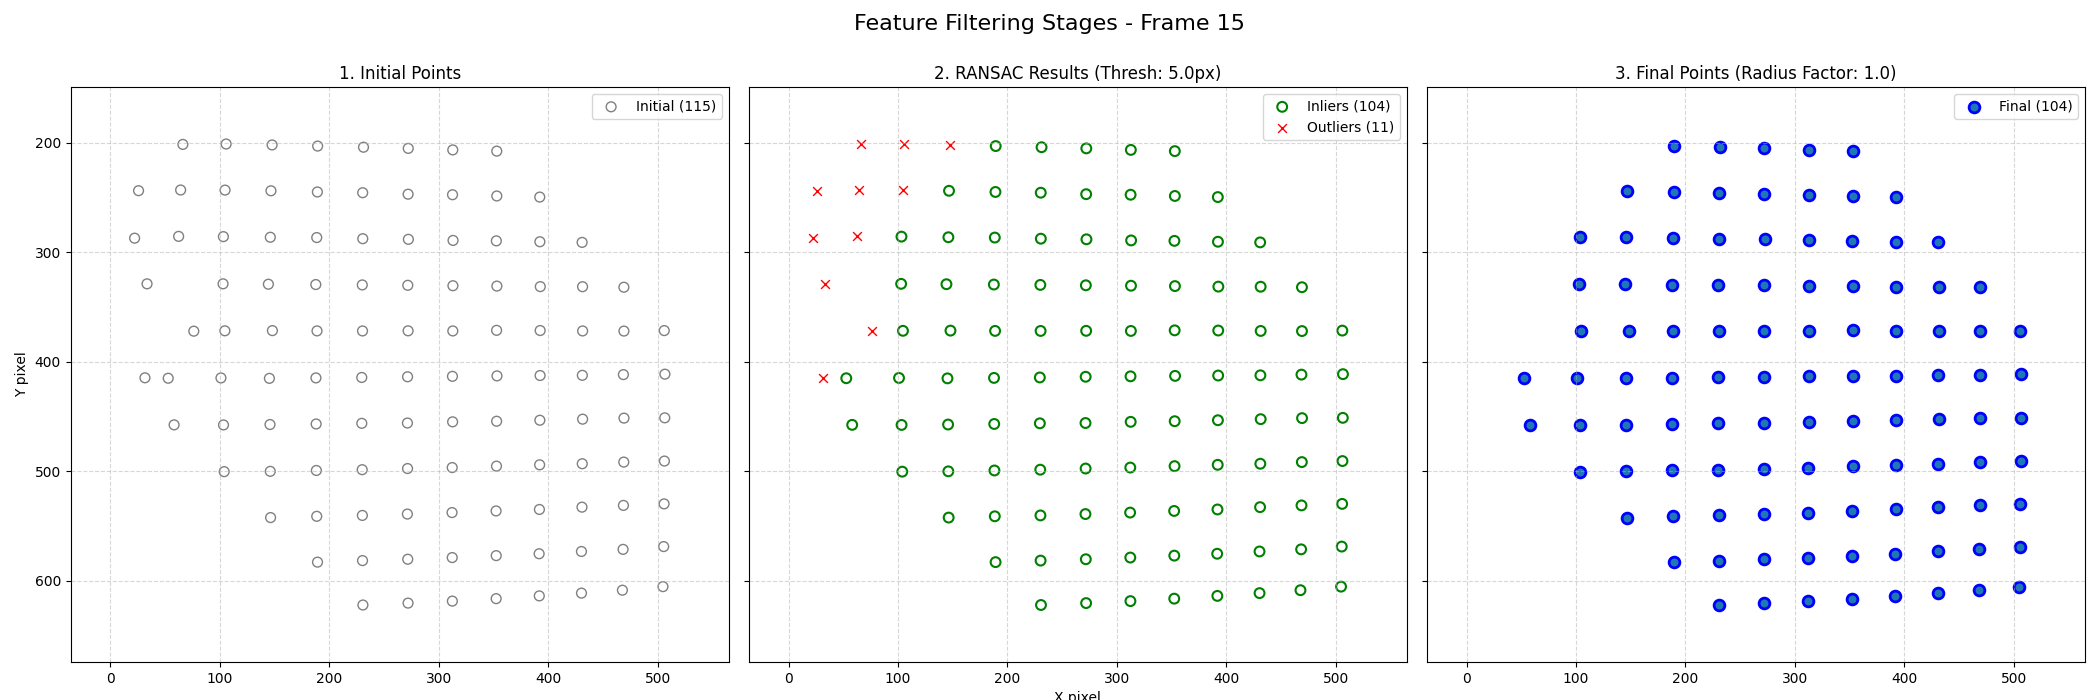 Feature Filtering Stages - Frame 15
1. Initial Points
Initial (115)
200
300
400
500
600
Y pixel
0 100 200 300 400 500
2. RANSAC Results (Thresh: 5.0px)
Inliers (104)
Outliers (11)
0 100 200 300 400 500
X pixel
3. Final Points (Radius Factor: 1.0)
Final (104)
0 100 200 300 400 500